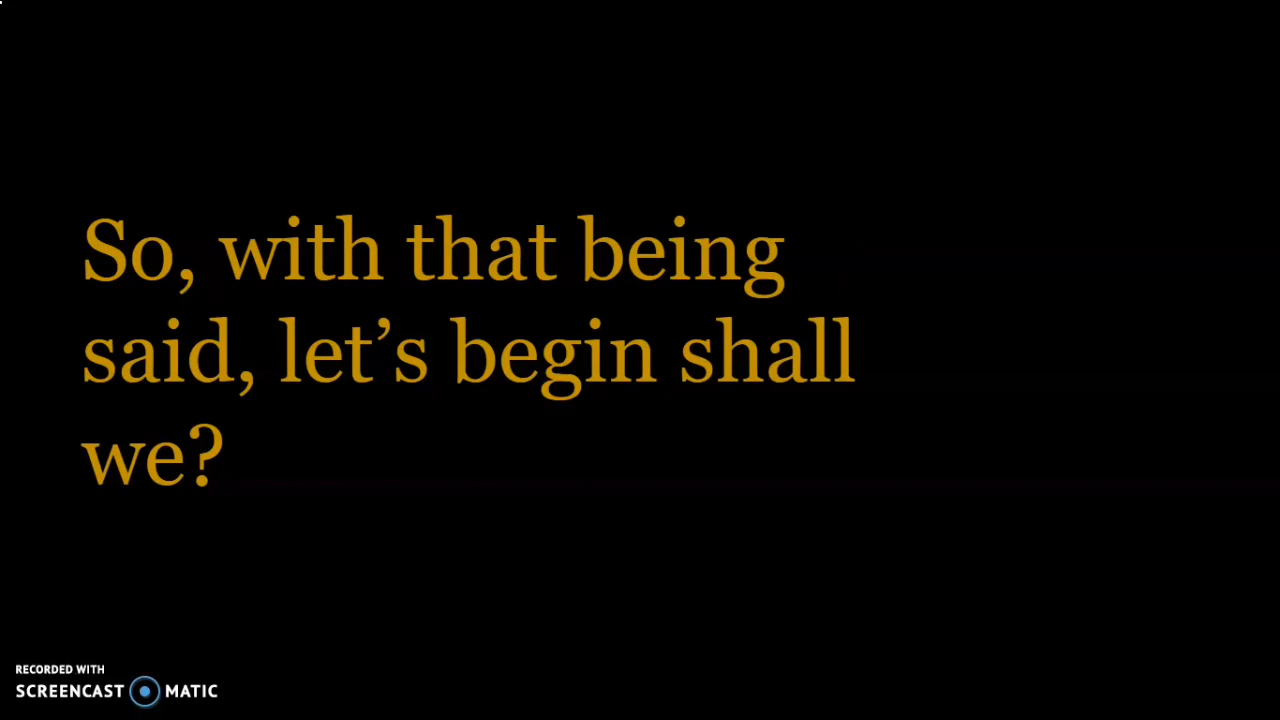 So, with that being
said, let’s begin shall
we?
RECORDED WITH
SCREENCAST MATIC